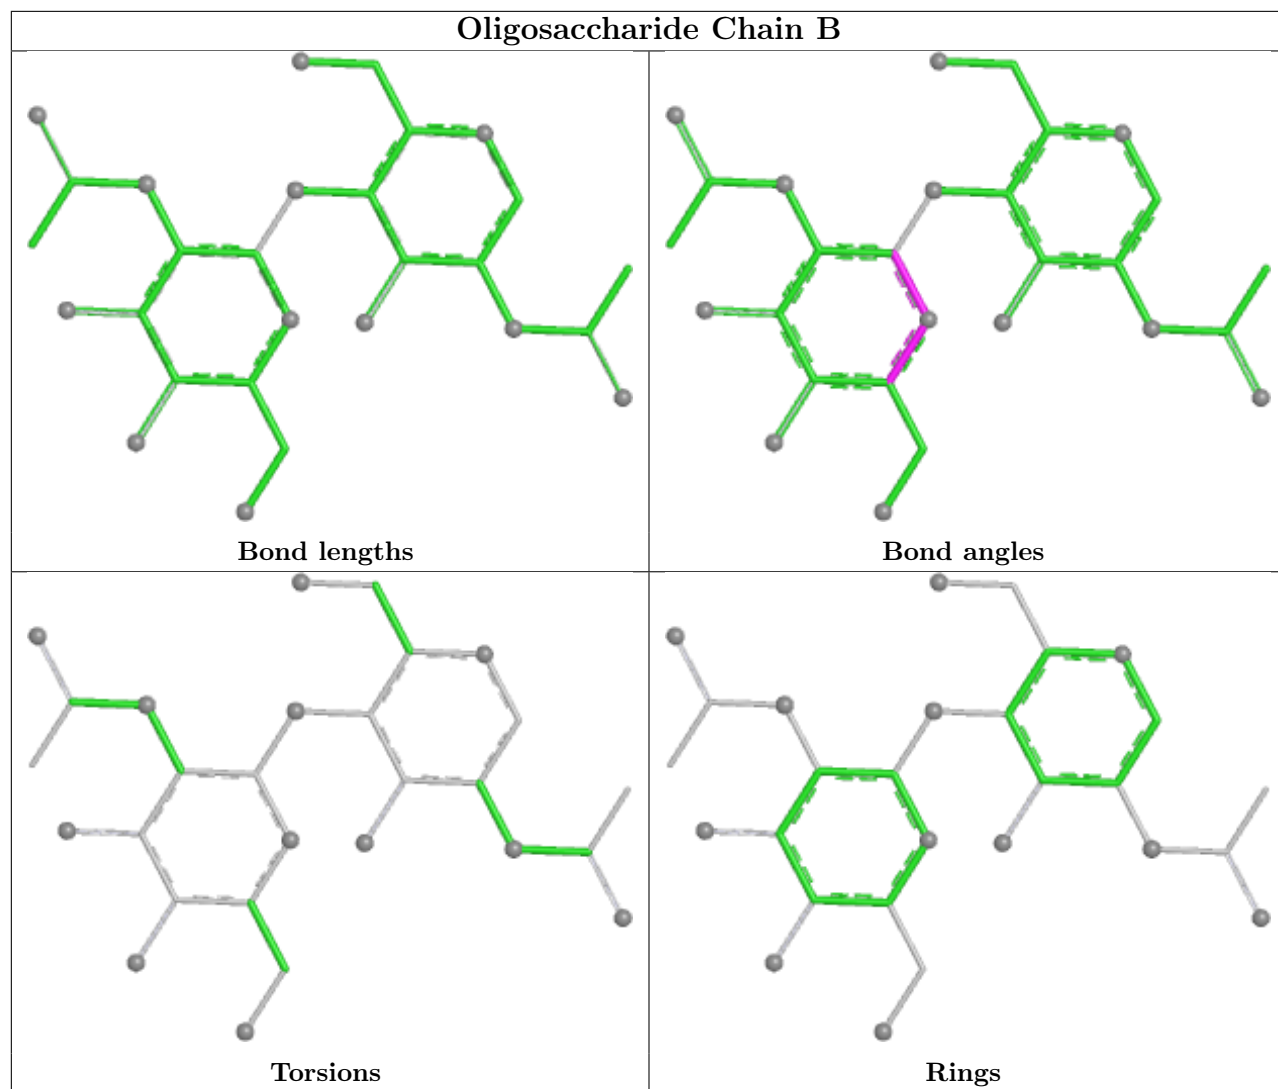 Oligosaccharide Chain B
Bond lengths
Bond angles
Torsions
Rings